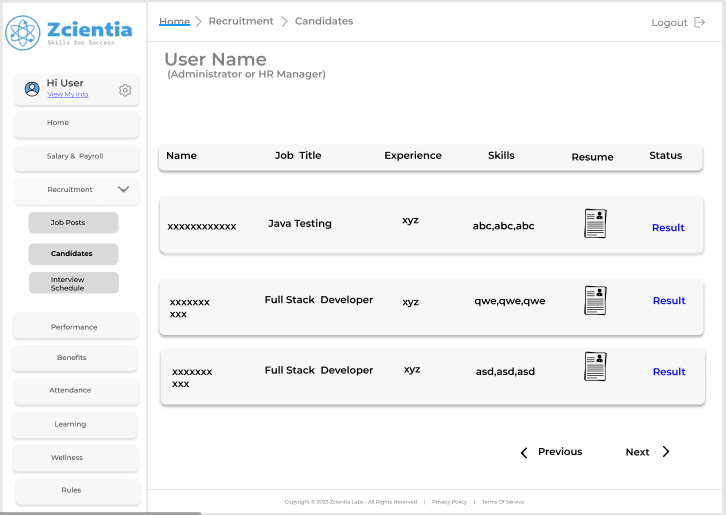 Zcientia
Skills for Success
Hi User
View My Info
Home
Salary & Payroll
Recruitment
Job Posts
Candidates
Interview
Schedule
Performance
Benefits
Attendance
Learning
Wellness
Rules
Home > Recruitment > Candidates
Logout
User Name
(Administrator or HR Manager)
Name Job Title Experience Skills Resume Status
xxxxxxxxxxxx Java Testing xyz abc,abc,abc Result
xxxxxxx
xxx
Full Stack Developer xyz qwe,qwe,qwe Result
xxxxxxx
xxx
Full Stack Developer xyz asd,asd,asd Result
Previous Next
Copyright © 2023 Zcientia Labs - All Rights Reserved | Privacy Policy | Terms Of Service